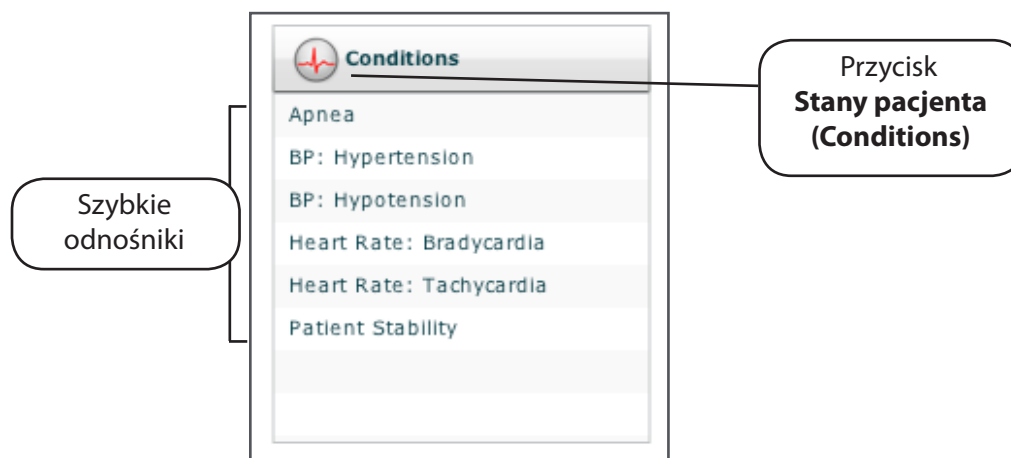 Conditions
Apnea
BP: Hypertension
BP: Hypotension
Heart Rate: Bradycardia
Heart Rate: Tachycardia
Patient Stability
Szybkie
odnośniki
Przycisk
Stany pacjenta
(Conditions)